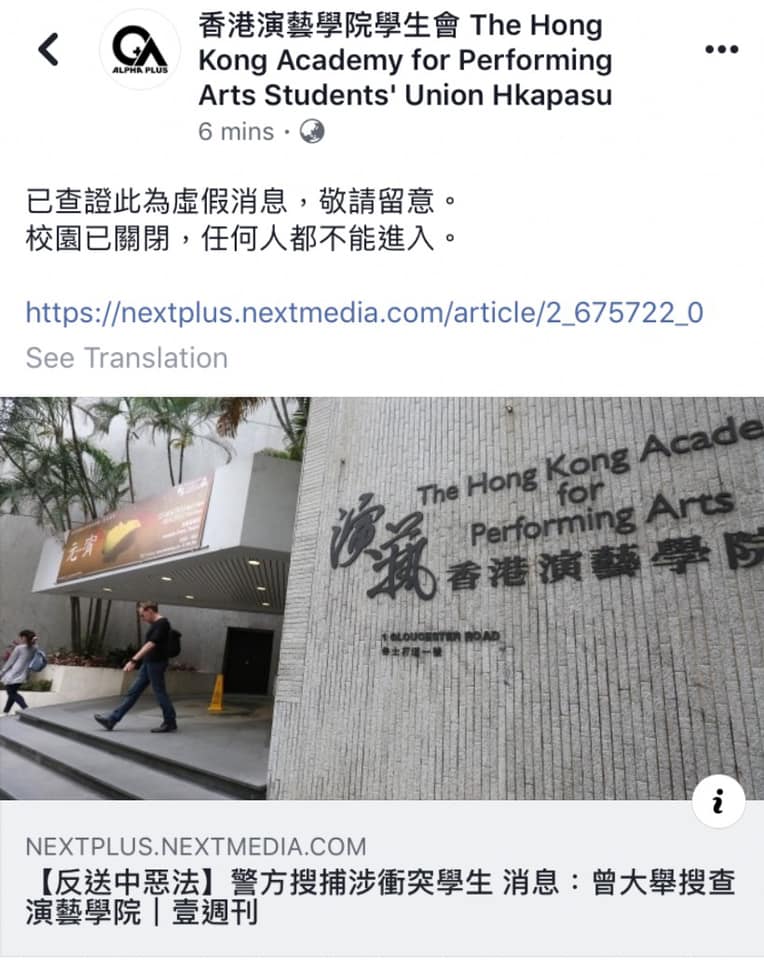 香港演藝學院學生會 The Hong
Kong Academy for Performing
Arts Students' Union Hkapasu
ALPHA PLUS
6 mins ·
已查證此為虛假消息，敬請留意。
校園已關閉，任何人都不能進入。
https://nextplus.nextmedia.com/article/2_675722_0
See Translation
The Hong Kong Acade
for
Performing Arts
演藝
香港演藝學院
1 GLOUCESTER ROAD
告士打道一號
元宵
NEXTPLUS.NEXTMEDIA.COM
【反送中惡法】警方搜捕涉衝突學生 消息：曾大舉搜查
演藝學院｜壹週刊